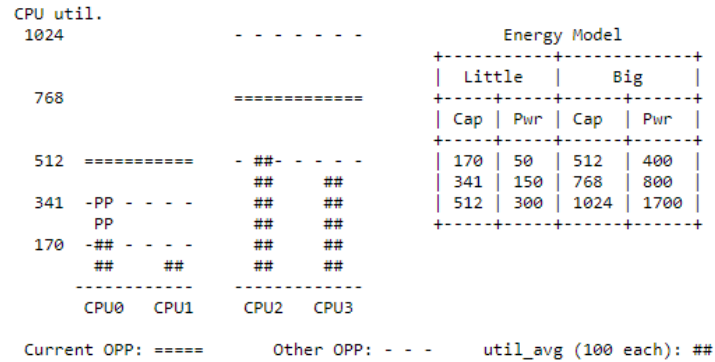 CPU util.
1024 - - - - - - - Energy Model
+-----------+-------------+
| Little | Big |
768 ============= +-----+-----+------+------+
| Cap | Pwr | Cap | Pwr |
+-----+-----+------+------+
512 =========== - ##- - - - - | 170 | 50 | 512 | 400 |
## ## | 341 | 150 | 768 | 800 |
341 -PP - - - - ## ## | 512 | 300 | 1024 | 1700 |
PP ## ## +-----+-----+------+------+
170 -## - - - - ## ##
## ## ## ##
------------ -------------
CPU0 CPU1 CPU2 CPU3
Current OPP: ===== Other OPP: - - - util_avg (100 each): ##